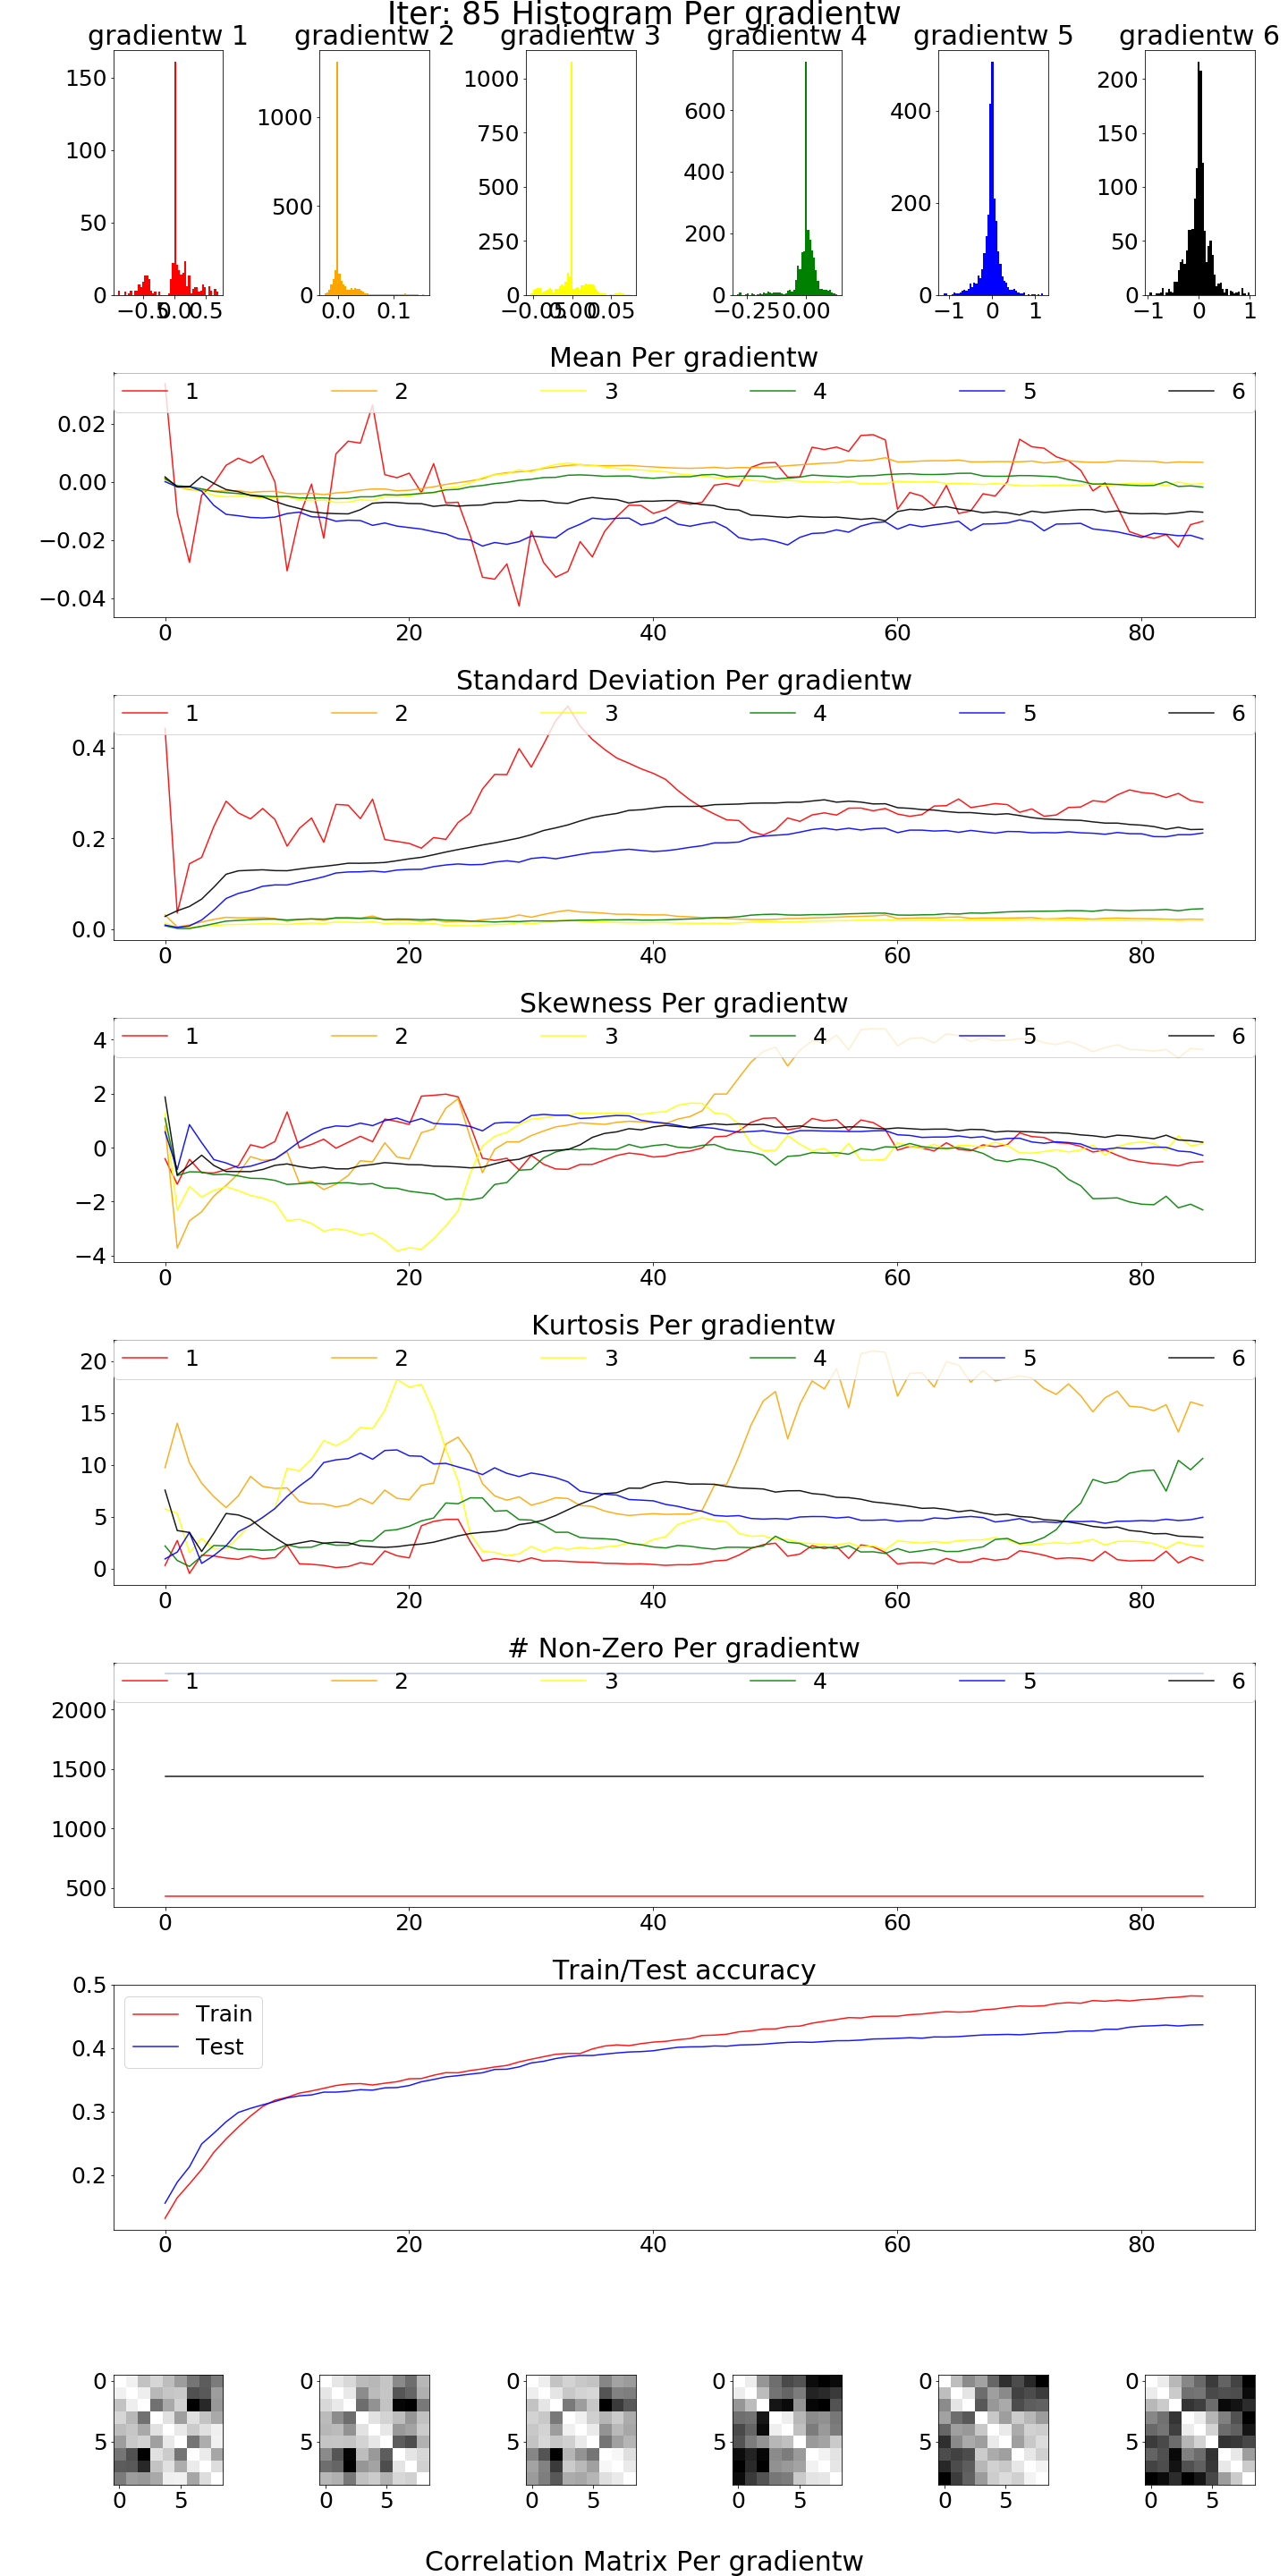 Iter: 85 Histogram Per gradientw
gradientw 1 gradientw 2 gradientw 3 gradientw 4 gradientw 5 gradientw 6
150 100 50 0
−0.5 0.0 0.5
1000 500 0
0.0 0.1
1000 750 500 250 0
−0.05 0.00 0.05
600 400 200 0
−0.25 0.00
400 200 0
−1 0 1
200 150 100 50 0
−1 0 1
Mean Per gradientw
1 2 3 4 5 6
0.02
0.00
−0.02
−0.04
0 20 40 60 80
Standard Deviation Per gradientw
1 2 3 4 5 6
0.4
0.2
0.0
0 20 40 60 80
Skewness Per gradientw
1 2 3 4 5 6
4
2
0
−2
−4
0 20 40 60 80
Kurtosis Per gradientw
1 2 3 4 5 6
20
15
10
5
0
0 20 40 60 80
# Non-Zero Per gradientw
1 2 3 4 5 6
2000
1500
1000
500
0 20 40 60 80
Train/Test accuracy
Train
Test
0.5
0.4
0.3
0.2
0 20 40 60 80
0 0 0 0 0 0
5 5 5 5 5 5
0 5 0 5 0 5 0 5 0 5 0 5
Correlation Matrix Per gradientw